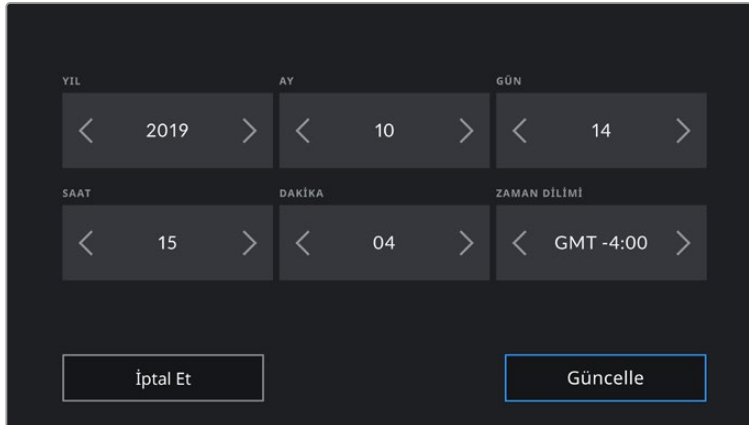 YIL AY GÜN
2019 10 14
SAAT DAKİKA ZAMAN DİLİMİ
15 04 GMT -4:00
İptal Et Güncelle